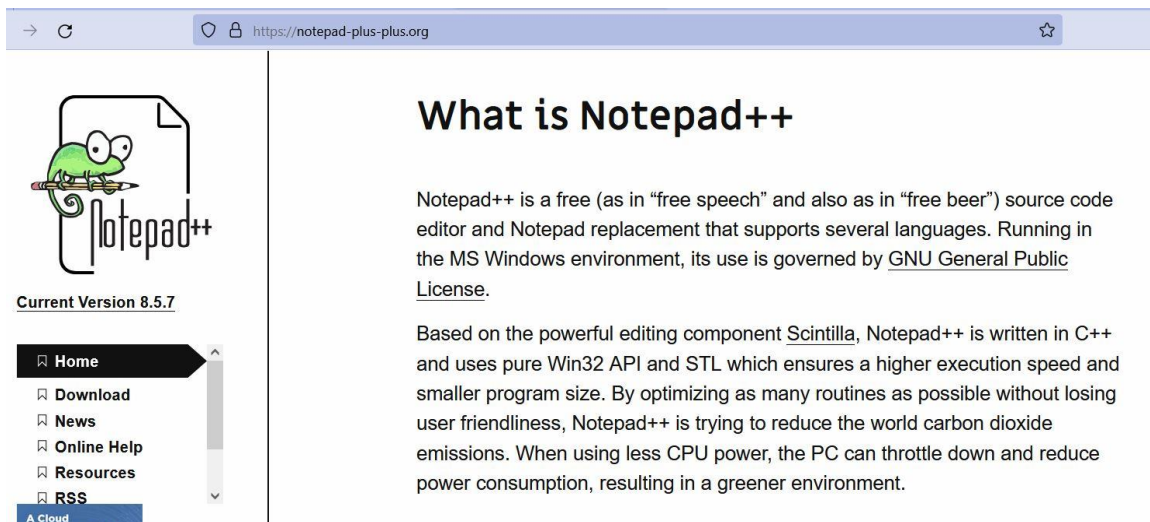 https://notepad-plus-plus.org
Notepad++
Current Version 8.5.7
Home
Download
News
Online Help
Resources
RSS
A Cloud
What is Notepad++
Notepad++ is a free (as in “free speech” and also as in “free beer”) source code
editor and Notepad replacement that supports several languages. Running in
the MS Windows environment, its use is governed by GNU General Public
License.
Based on the powerful editing component Scintilla, Notepad++ is written in C++
and uses pure Win32 API and STL which ensures a higher execution speed and
smaller program size. By optimizing as many routines as possible without losing
user friendliness, Notepad++ is trying to reduce the world carbon dioxide
emissions. When using less CPU power, the PC can throttle down and reduce
power consumption, resulting in a greener environment.